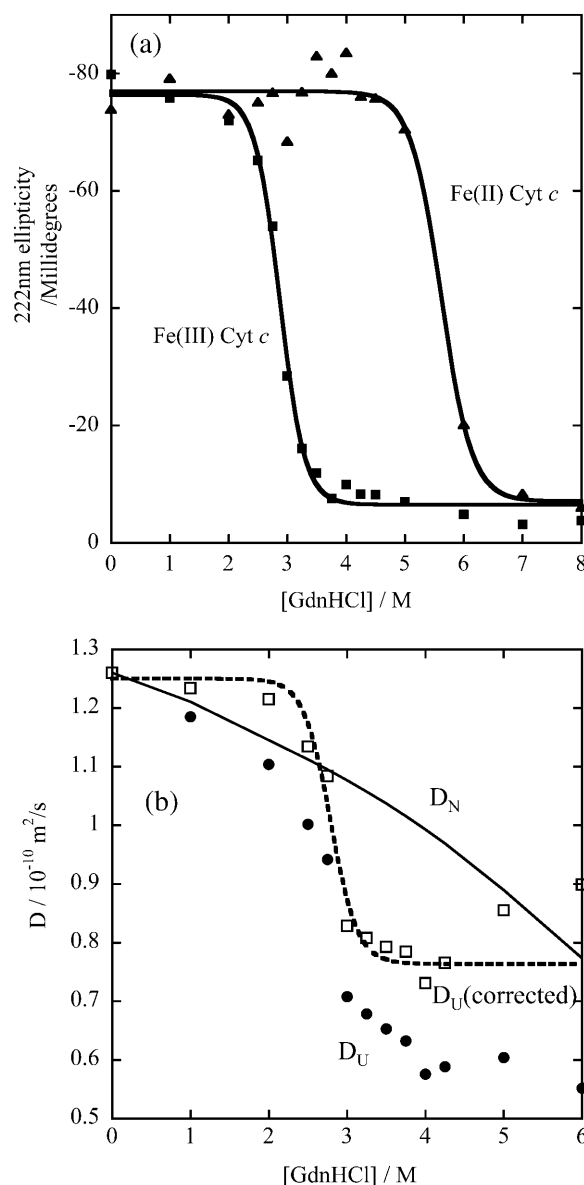 (a)
-80
-60
-40
-20
0
222nm ellipticity
/Millidegrees
Fe(II) Cyt c
Fe(III) Cyt c
0 1 2 3 4 5 6 7 8
[GdnHCl] / M
1.3
1.2
1.1
1
0.9
0.8
0.7
0.6
0.5
D / 10⁻¹⁰ m²/s
(b)
D_N
D_U(corrected)
D_U
0 1 2 3 4 5 6
[GdnHCl] / M